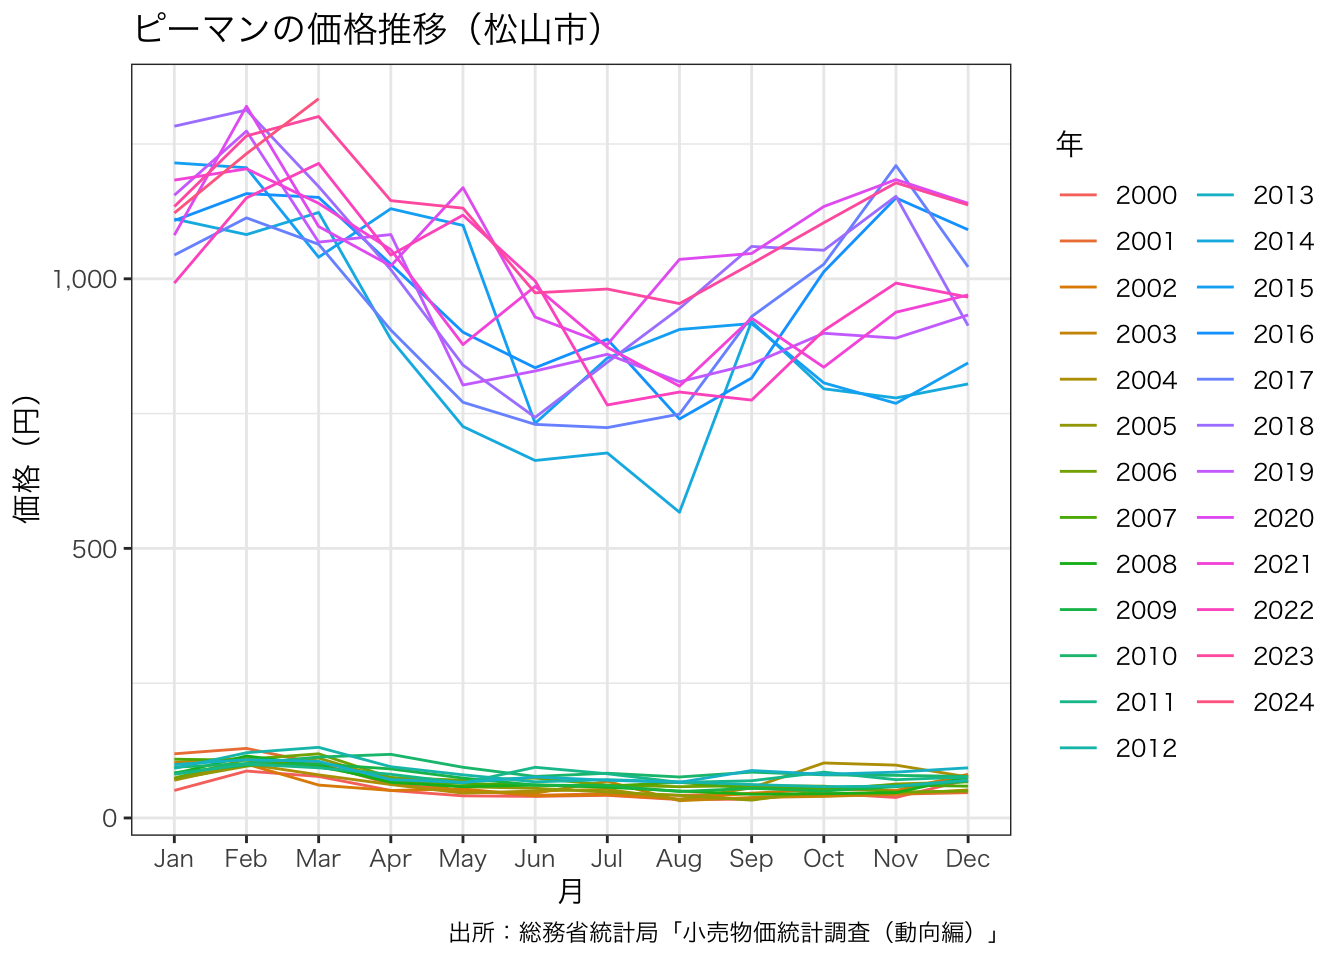 ピーマンの価格推移（松山市）
価格（円）
1,000
500
0
Jan Feb Mar Apr May Jun Jul Aug Sep Oct Nov Dec
月
年
2000 2013
2001 2014
2002 2015
2003 2016
2004 2017
2005 2018
2006 2019
2007 2020
2008 2021
2009 2022
2010 2023
2011 2024
2012
出所：総務省統計局「小売物価統計調査（動向編）」